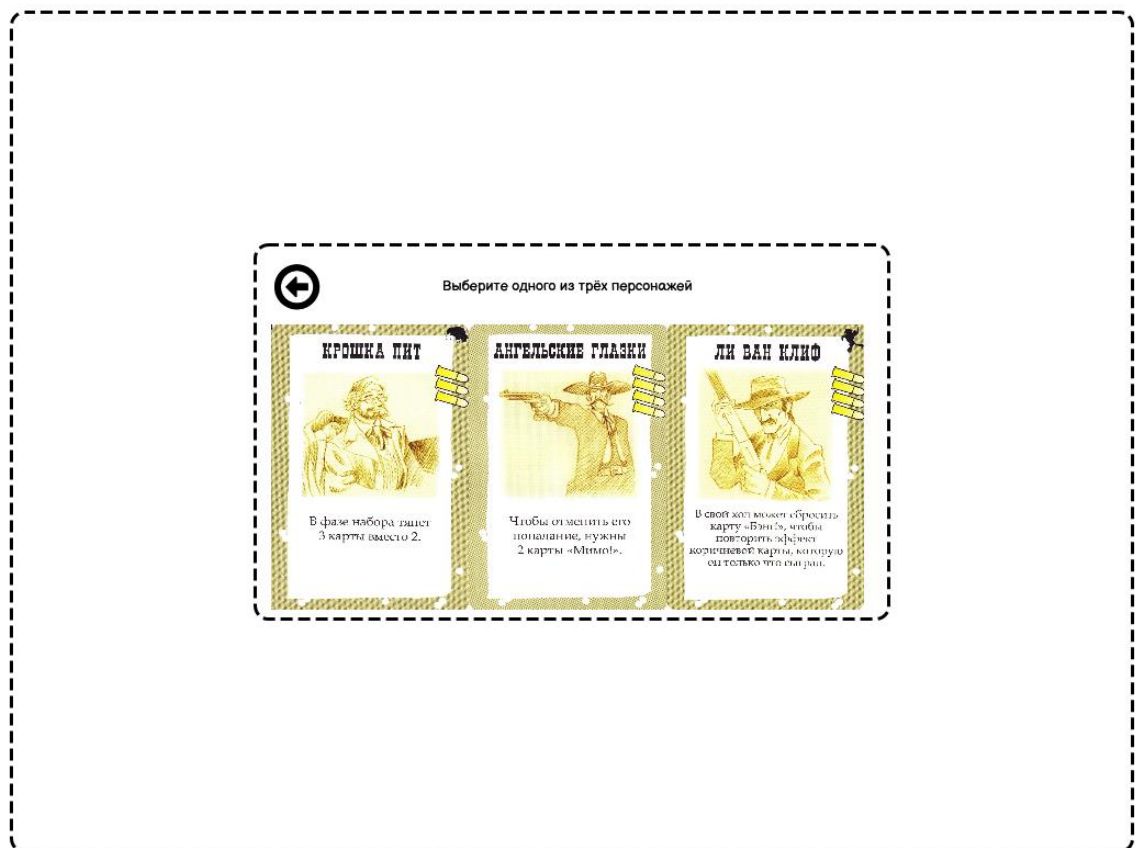 Выберите одного из трёх персонажей
КРОШКА ПИТ
В фазе набора тянет
3 карты вместо 2.
АНГЕЛЬСКИЕ ГЛАЗКИ
Чтобы отменить его
попадание, нужны
2 карты «Мимо!».
ЛИ ВАН КЛИФ
В свой ход может сбросить
карту «Бэнг!», чтобы
повторить эффект
коричневой карты, которую
он только что сыграл.